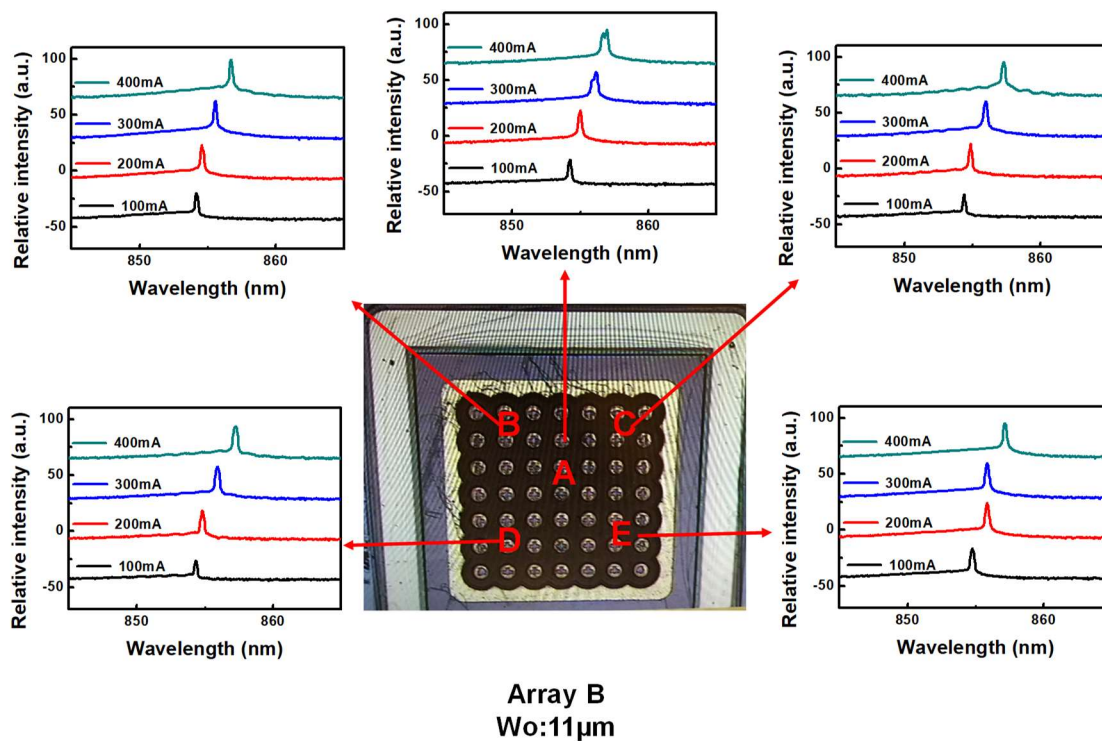 Relative intensity (a.u.)
100
50
0
-50
400mA
300mA
200mA
100mA
850
860
Wavelength (nm)
Relative intensity (a.u.)
100
50
0
-50
400mA
300mA
200mA
100mA
850
860
Wavelength (nm)
Relative intensity (a.u.)
100
50
0
-50
400mA
300mA
200mA
100mA
850
860
Wavelength (nm)
B
C
A
D
E
Relative intensity (a.u.)
100
50
0
-50
400mA
300mA
200mA
100mA
850
860
Wavelength (nm)
Relative intensity (a.u.)
100
50
0
-50
400mA
300mA
200mA
100mA
850
860
Wavelength (nm)
Array B
Wo:11μm